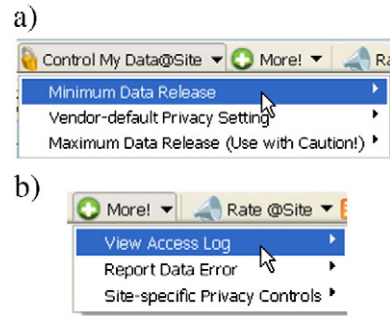 a)
Control My Data@Site More! Ra
Minimum Data Release
Vendor-default Privacy Setting
Maximum Data Release (Use with Caution!)
b)
More! Rate @Site
View Access Log
Report Data Error
Site-specific Privacy Controls